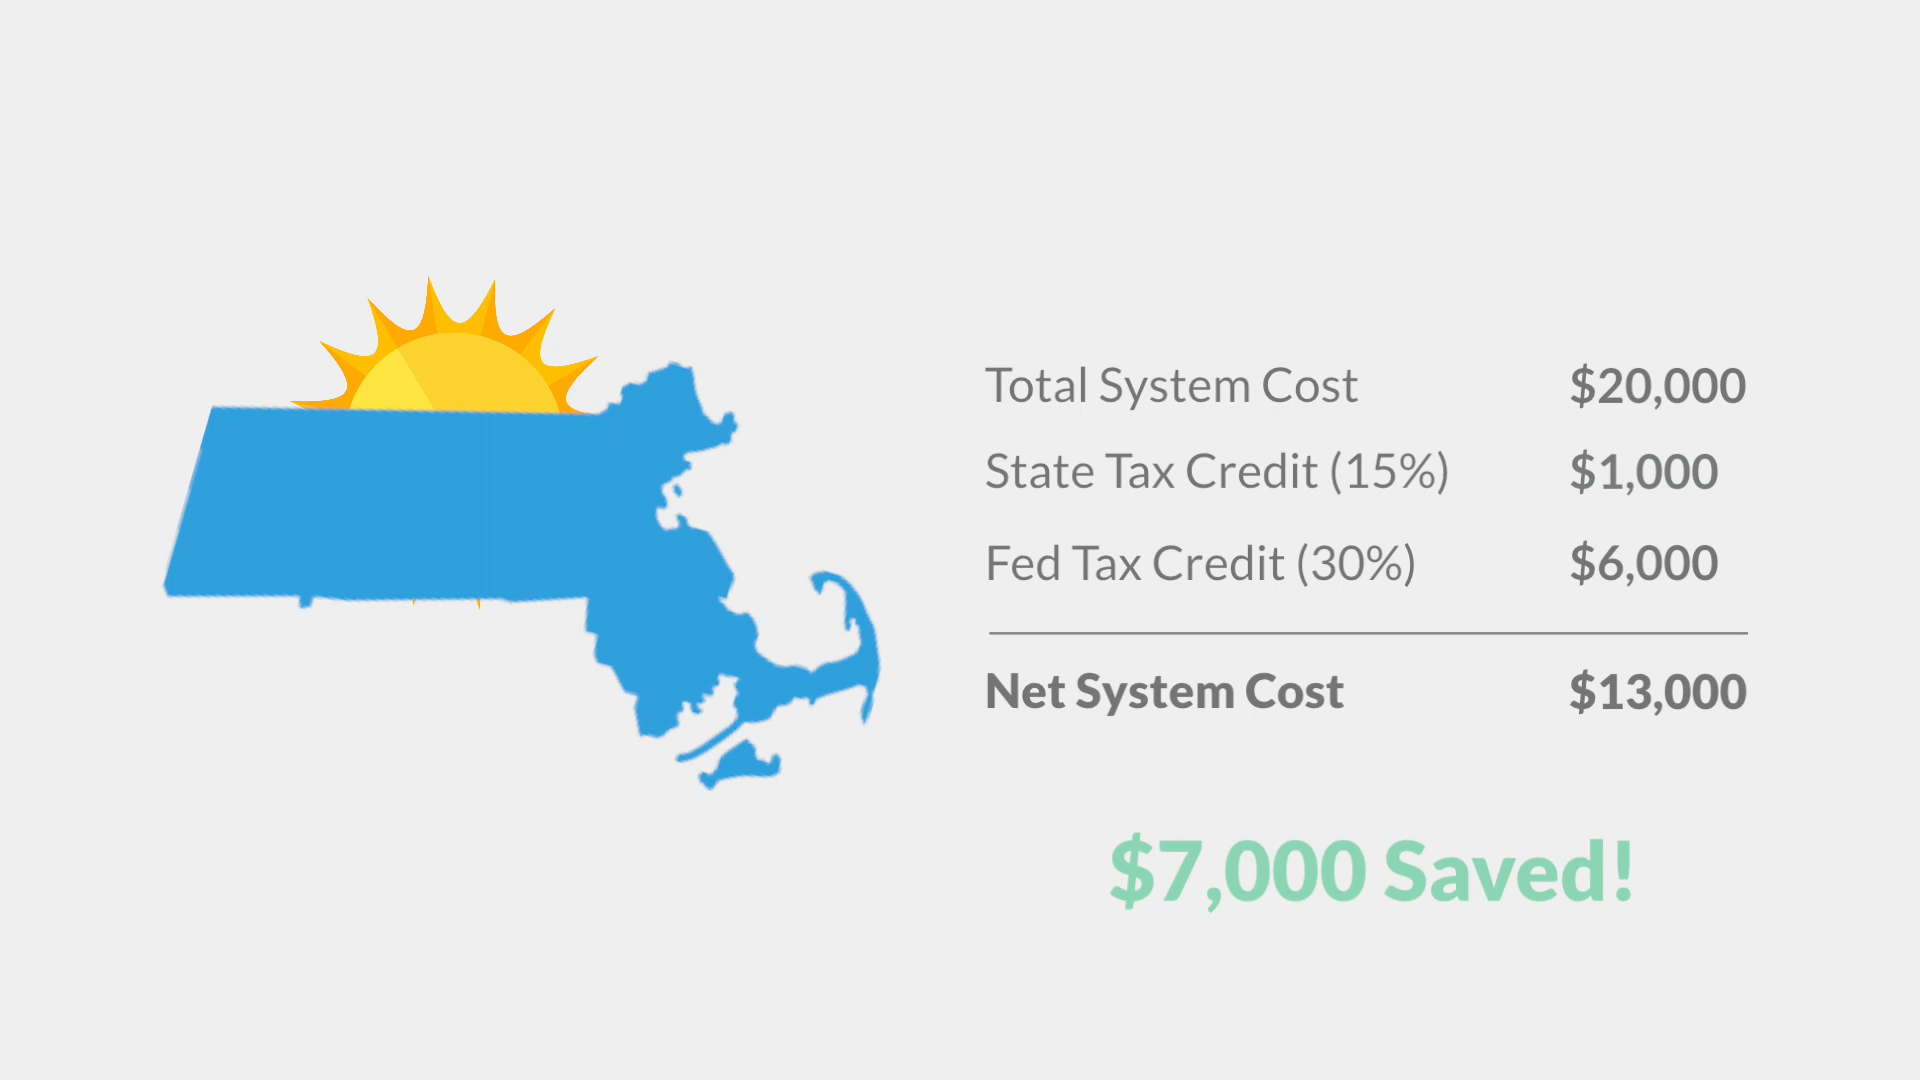 Total System Cost $20,000
State Tax Credit (15%) $1,000
Fed Tax Credit (30%) $6,000
Net System Cost $13,000
$7,000 Saved!